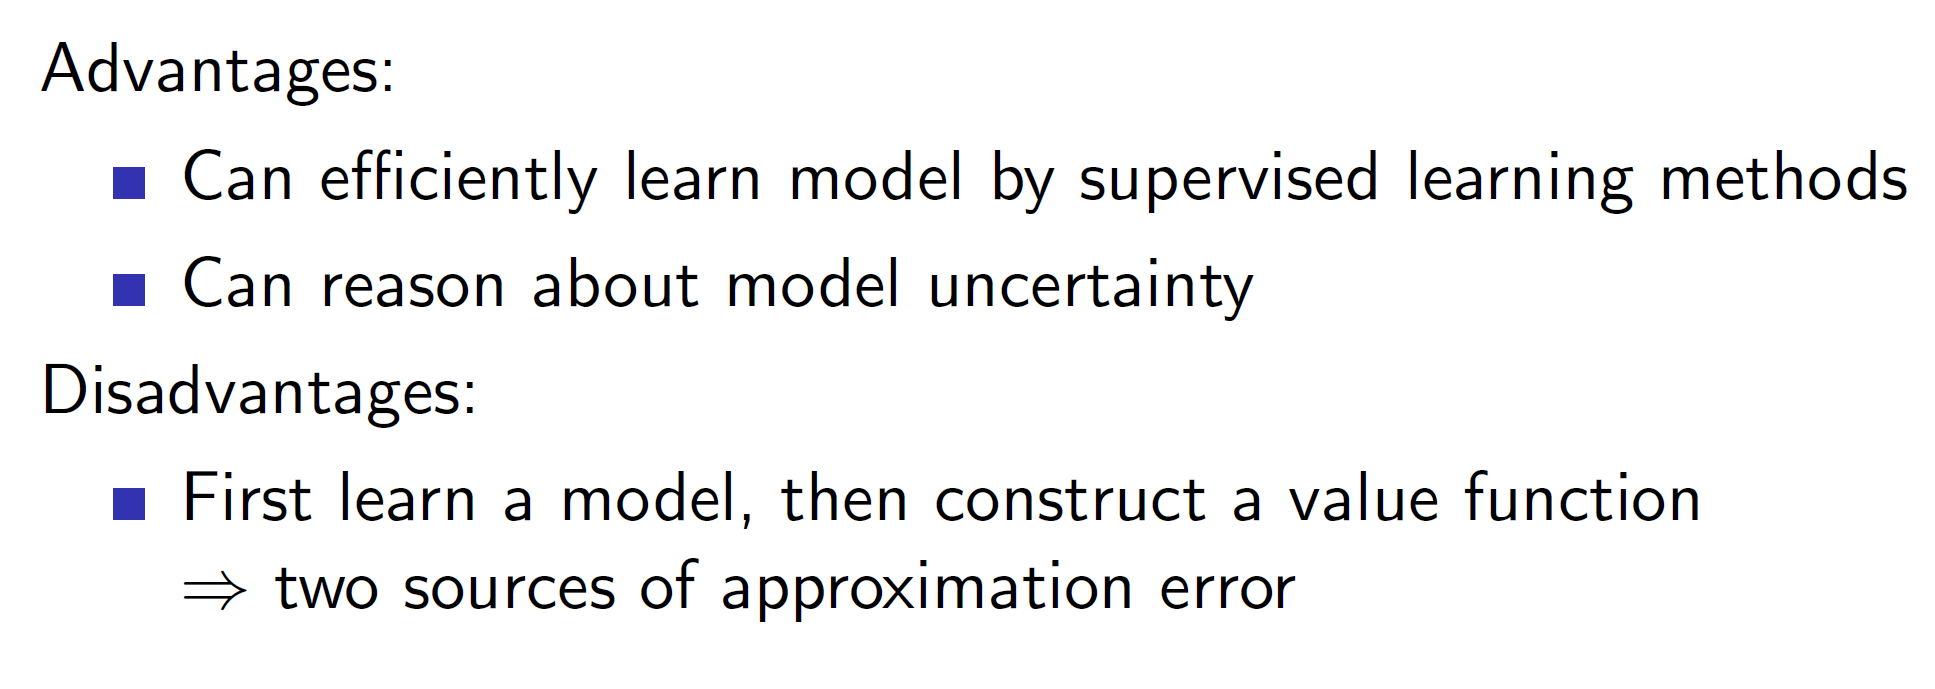 Advantages:
Can efficiently learn model by supervised learning methods
Can reason about model uncertainty
Disadvantages:
First learn a model, then construct a value function
⇒ two sources of approximation error